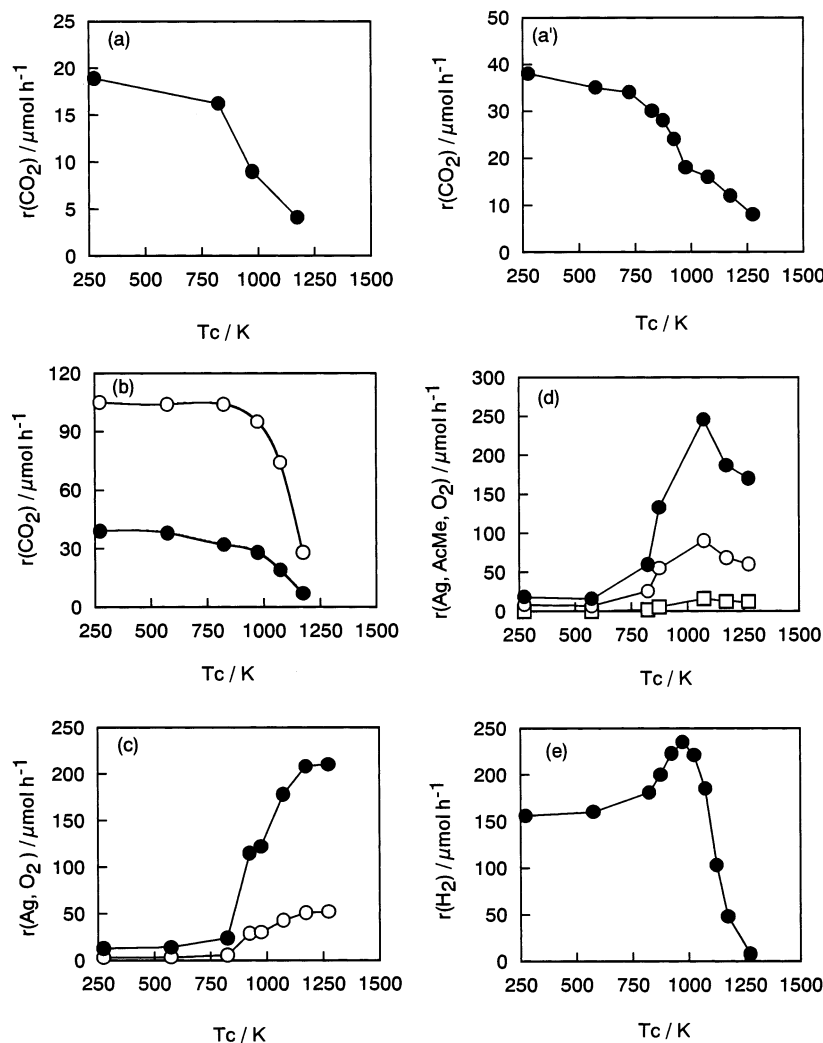 (a)
r(CO2) / μmol h-1
25
20
15
10
5
0
250 500 750 1000 1250 1500
Tc / K
(a')
r(CO2) / μmol h-1
50
40
30
20
10
0
250 500 750 1000 1250 1500
Tc / K
(b)
r(CO2) / μmol h-1
120
90
60
30
0
250 500 750 1000 1250 1500
Tc / K
(d)
r(Ag, AcMe, O2) / μmol h-1
300
250
200
150
100
50
0
250 500 750 1000 1250 1500
Tc / K
(c)
r(Ag, O2) / μmol h-1
250
200
150
100
50
0
250 500 750 1000 1250 1500
Tc / K
(e)
r(H2) / μmol h-1
250
200
150
100
50
0
250 500 750 1000 1250 1500
Tc / K